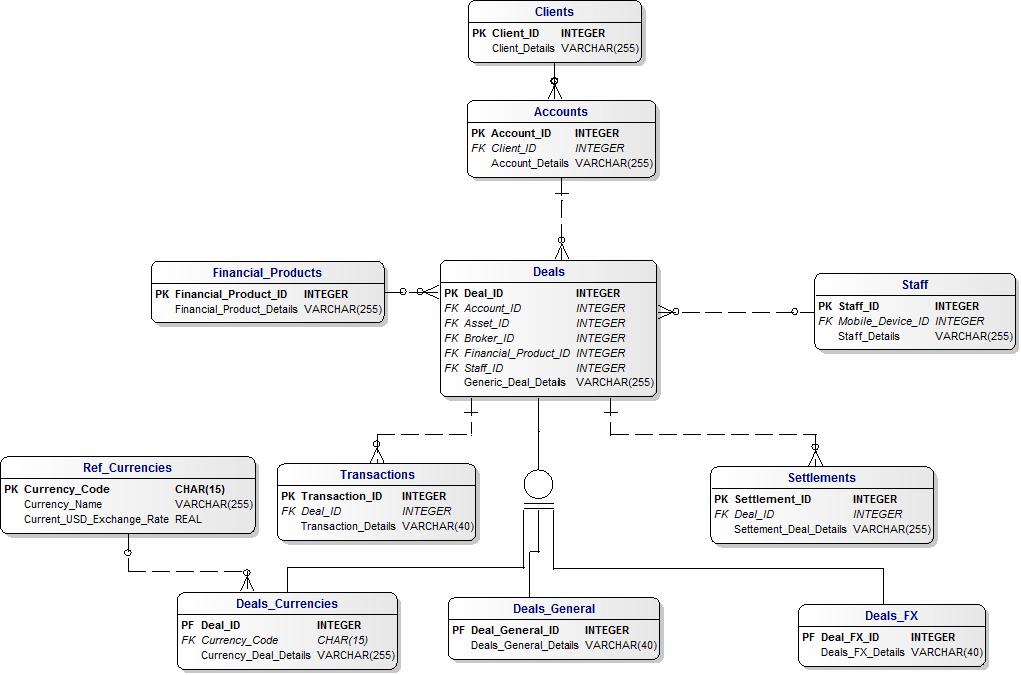 Clients
PK Client_ID INTEGER
Client_Details VARCHAR(255)
Accounts
PK Account_ID INTEGER
FK Client_ID INTEGER
Account_Details VARCHAR(255)
Financial_Products
PK Financial_Product_ID INTEGER
Financial_Product_Details VARCHAR(255)
Deals
PK Deal_ID INTEGER
FK Account_ID INTEGER
FK Asset_ID INTEGER
FK Broker_ID INTEGER
FK Financial_Product_ID INTEGER
FK Staff_ID INTEGER
Generic_Deal_Details VARCHAR(255)
Staff
PK Staff_ID INTEGER
FK Mobile_Device_ID INTEGER
Staff_Details VARCHAR(255)
Ref_Currencies
PK Currency_Code CHAR(15)
Currency_Name VARCHAR(255)
Current_USD_Exchange_Rate REAL
Transactions
PK Transaction_ID INTEGER
FK Deal_ID INTEGER
Transaction_Details VARCHAR(40)
Settlements
PK Settlement_ID INTEGER
FK Deal_ID INTEGER
Settement_Deal_Details VARCHAR(255)
Deals_Currencies
PF Deal_ID INTEGER
FK Currency_Code CHAR(15)
Currency_Deal_Details VARCHAR(255)
Deals_General
PF Deal_General_ID INTEGER
Deals_General_Details VARCHAR(40)
Deals_FX
PF Deal_FX_ID INTEGER
Deals_FX_Details VARCHAR(40)